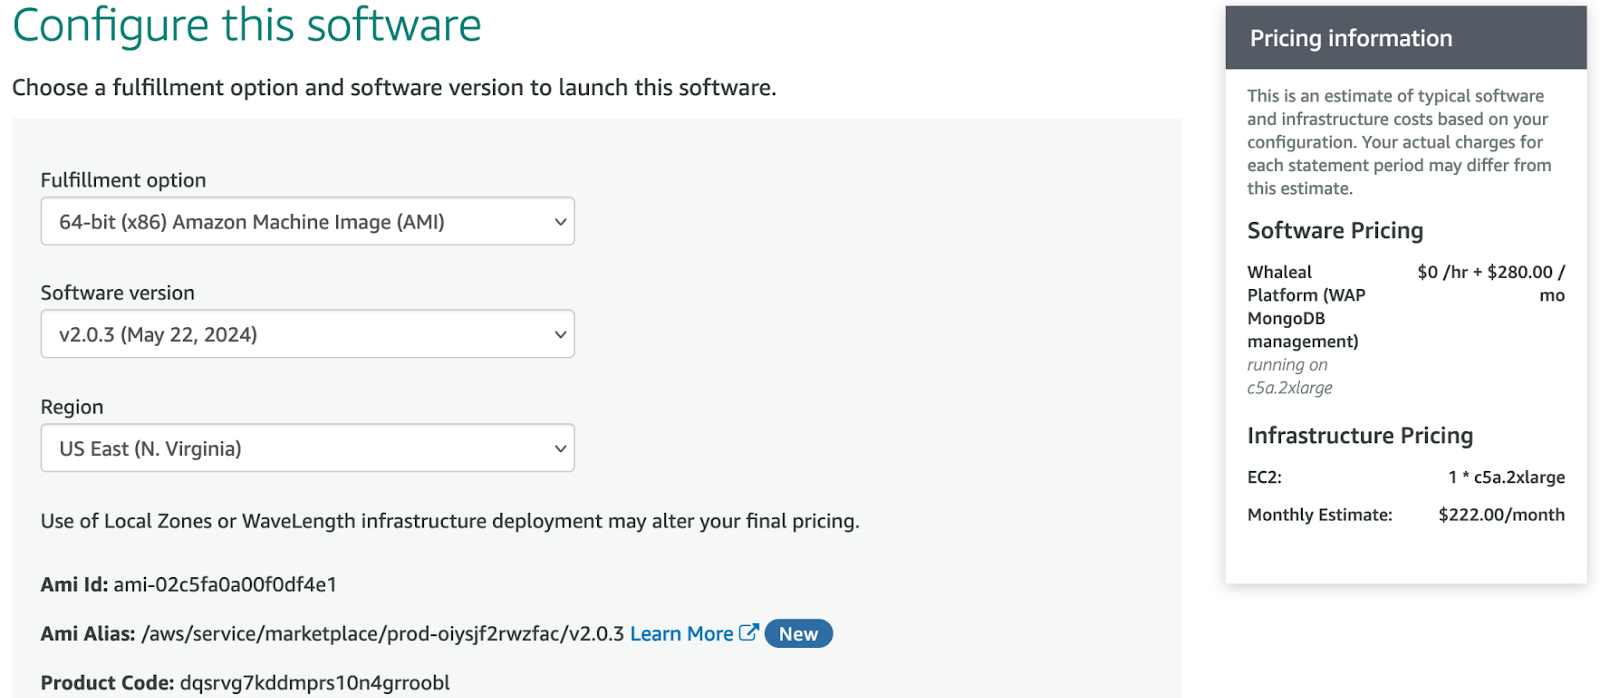 Configure this software
Choose a fulfillment option and software version to launch this software.
Fulfillment option
64-bit (x86) Amazon Machine Image (AMI)
Software version
v2.0.3 (May 22, 2024)
Region
US East (N. Virginia)
Use of Local Zones or WaveLength infrastructure deployment may alter your final pricing.
Ami Id: ami-02c5fa0a00f0df4e1
Ami Alias: /aws/service/marketplace/prod-oiysjf2rwzfac/v2.0.3 Learn More New
Product Code: dqsrvg7kddmprs10n4grroobl
Pricing information
This is an estimate of typical software
and infrastructure costs based on your
configuration. Your actual charges for
each statement period may differ from
this estimate.
Software Pricing
Whaleal $0 /hr + $280.00 /
Platform (WAP mo
MongoDB
management)
running on
c5a.2xlarge
Infrastructure Pricing
EC2: 1 * c5a.2xlarge
Monthly Estimate: $222.00/month